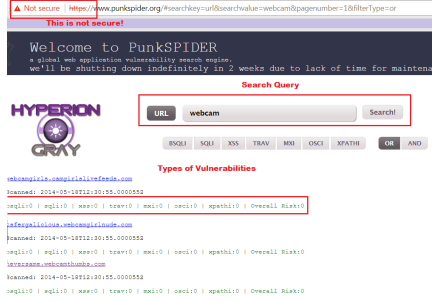 Not secure | https://www.punkspider.org/#searchkey=url&searchvalue=webcam&pagenumber=1&filterType=or
This is not secure!
Welcome to PunkSPIDER
a global web application vulnerability search engine.
we'll be shutting down indefinitely in 2 weeks due to lack of time for maintena
Search Query
HYPERION
GRAY
URL webcam Search!
BSQLI SQLI XSS TRAV MXI OSCI XPATHI OR AND
Types of Vulnerabilities
webcamgirls.camgirlslivefeeds.com
Scanned: 2014-05-18T12:30:55.0000552
bsqli:0 | sqli:0 | xss:0 | trav:0 | mxi:0 | osci:0 | xpathi:0 | Overall Risk:0
.webcamgirlnude.com
Scanned: 2014-05-18T12:30:55.0000552
bsqli:0 | sqli:0 | xss:0 | trav:0 | mxi:0 | osci:0 | xpathi:0 | Overall Risk:0
.webcamthumbs.com
Scanned: 2014-05-18T12:30:55.0000552
bsqli:0 | sqli:0 | xss:0 | trav:0 | mxi:0 | osci:0 | xpathi:0 | Overall Risk:0